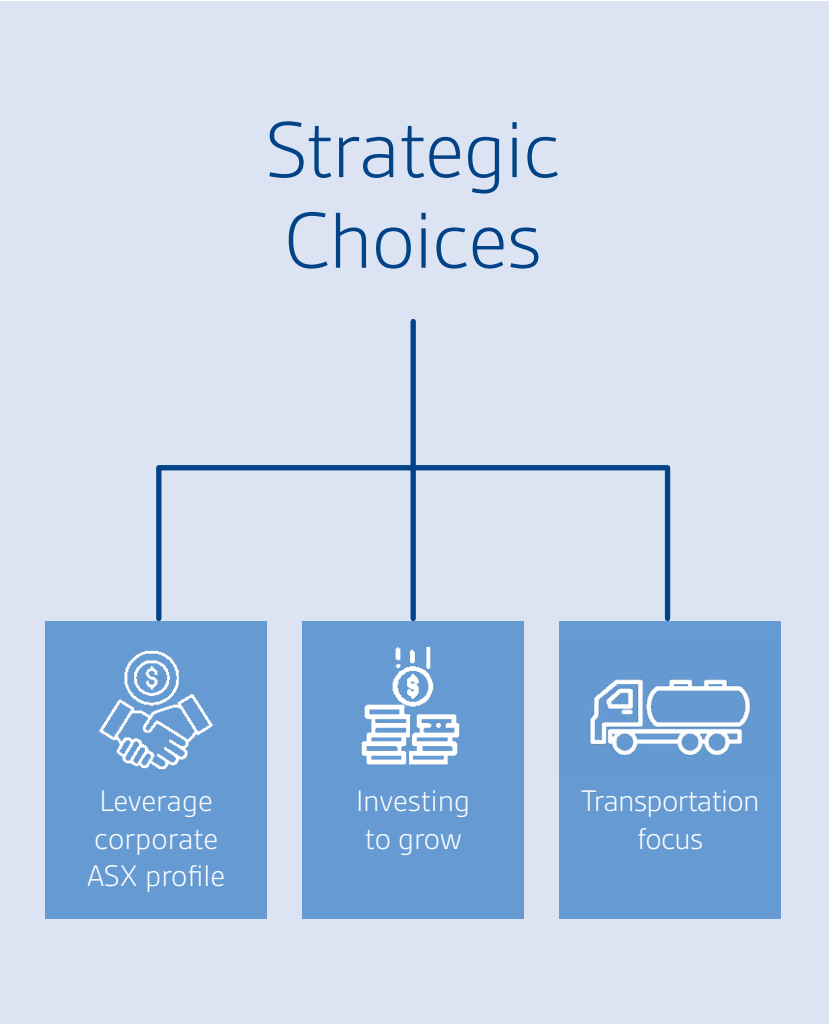 Strategic
Choices
$
$
Leverage
corporate
ASX profile
Investing
to grow
Transportation
focus